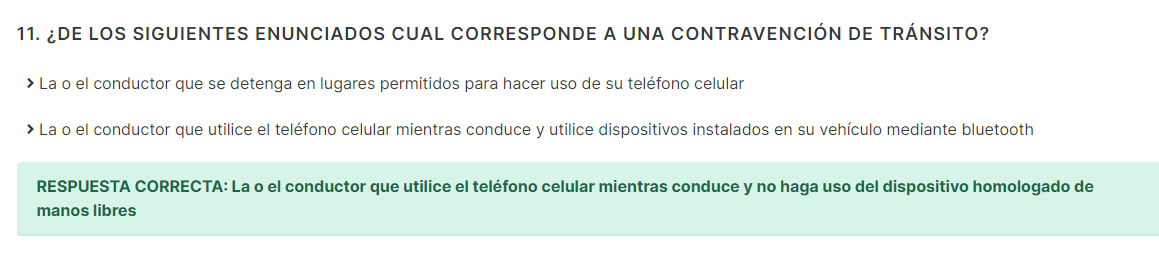 11. ¿DE LOS SIGUIENTES ENUNCIADOS CUAL CORRESPONDE A UNA CONTRAVENCIÓN DE TRÁNSITO?
> La o el conductor que se detenga en lugares permitidos para hacer uso de su teléfono celular
> La o el conductor que utilice el teléfono celular mientras conduce y utilice dispositivos instalados en su vehículo mediante bluetooth
RESPUESTA CORRECTA: La o el conductor que utilice el teléfono celular mientras conduce y no haga uso del dispositivo homologado de
manos libres